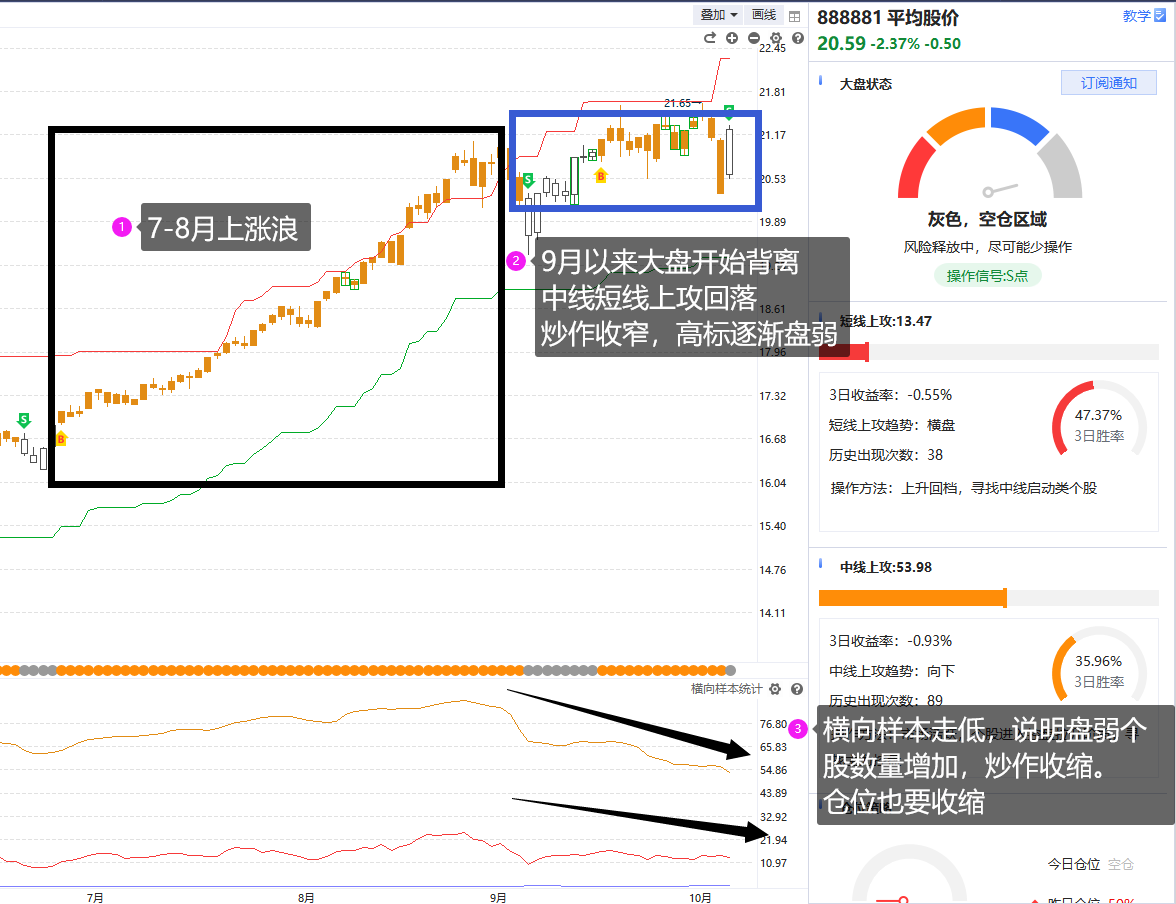 叠加 画线
888881 平均股价 教学
20.59 -2.37% -0.50
22.45
21.81
21.65
21.17
20.53
19.89
18.61
17.96
17.32
16.68
16.04
15.40
14.76
14.11
S
B
S
B
S
1 7-8月上涨浪
2 9月以来大盘开始背离
中线短线上攻回落
炒作收窄，高标逐渐盘弱
大盘状态 订阅通知
灰色，空仓区域
风险释放中，尽可能少操作
操作信号:S点
短线上攻:13.47
3日收益率：-0.55%
短线上攻趋势：横盘
历史出现次数：38
47.37%
3日胜率
操作方法：上升回档，寻找中线启动类个股
中线上攻:53.98
3日收益率：-0.93%
中线上攻趋势：向下
历史出现次数：89
35.96%
3日胜率
横向样本统计
76.80
65.83
54.86
43.89
32.92
21.94
10.97
3 横向样本走低，说明盘弱个
股数量增加，炒作收缩。
仓位也要收缩
今日仓位 空仓
昨日仓位 50%
7月 8月 9月 10月